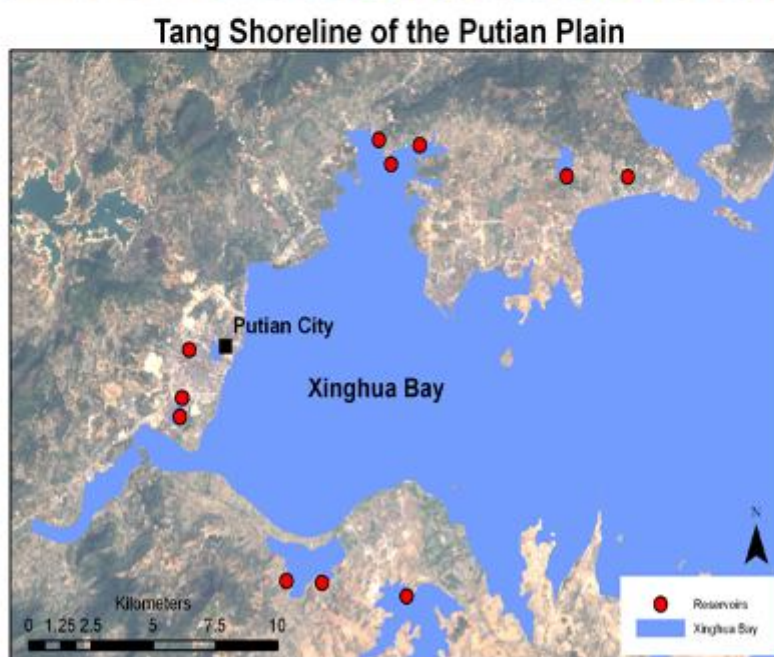 Tang Shoreline of the Putian Plain
Putian City
Xinghua Bay
N
Kilometers
0 1.25 2.5 5 7.5 10
Reservoirs
Xinghua Bay